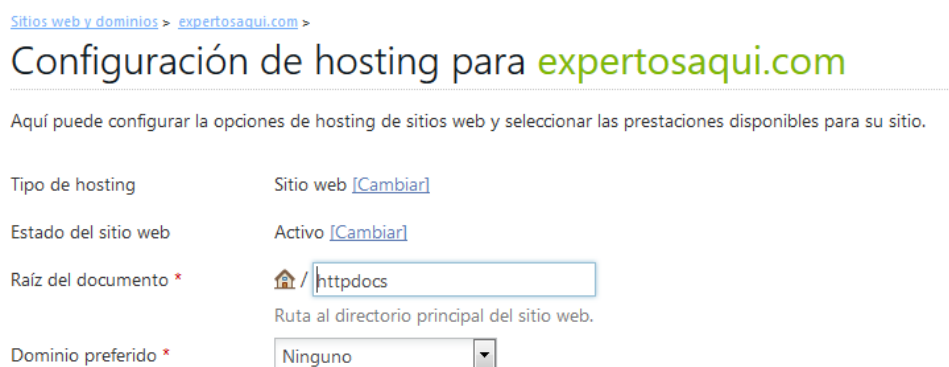 Sitios web y dominios > expertosaqui.com >
Configuración de hosting para expertosaqui.com
Aquí puede configurar la opciones de hosting de sitios web y seleccionar las prestaciones disponibles para su sitio.
Tipo de hosting Sitio web [Cambiar]
Estado del sitio web Activo [Cambiar]
Raíz del documento * / httpdocs
Ruta al directorio principal del sitio web.
Dominio preferido * Ninguno